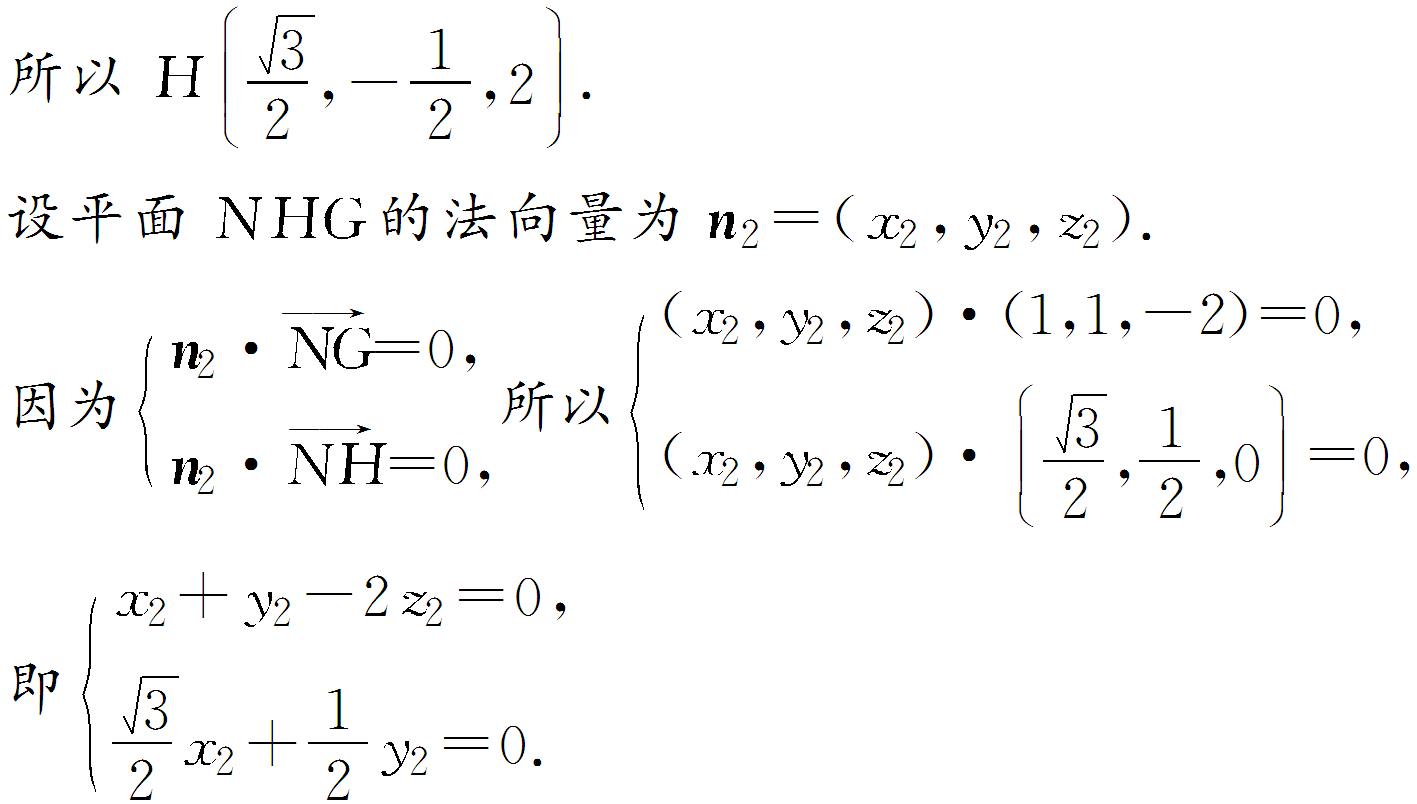 所以 H(√3/2, -1/2, 2).
设平面 NHG 的法向量为 n₂=(x₂, y₂, z₂).
因为 { n₂·NG⃗=0, n₂·NH⃗=0, 所以 { (x₂,y₂,z₂)·(1,1,-2)=0, (x₂,y₂,z₂)·(√3/2,1/2,0)=0,
即 { x₂+y₂-2z₂=0, √3/2 x₂+1/2 y₂=0.